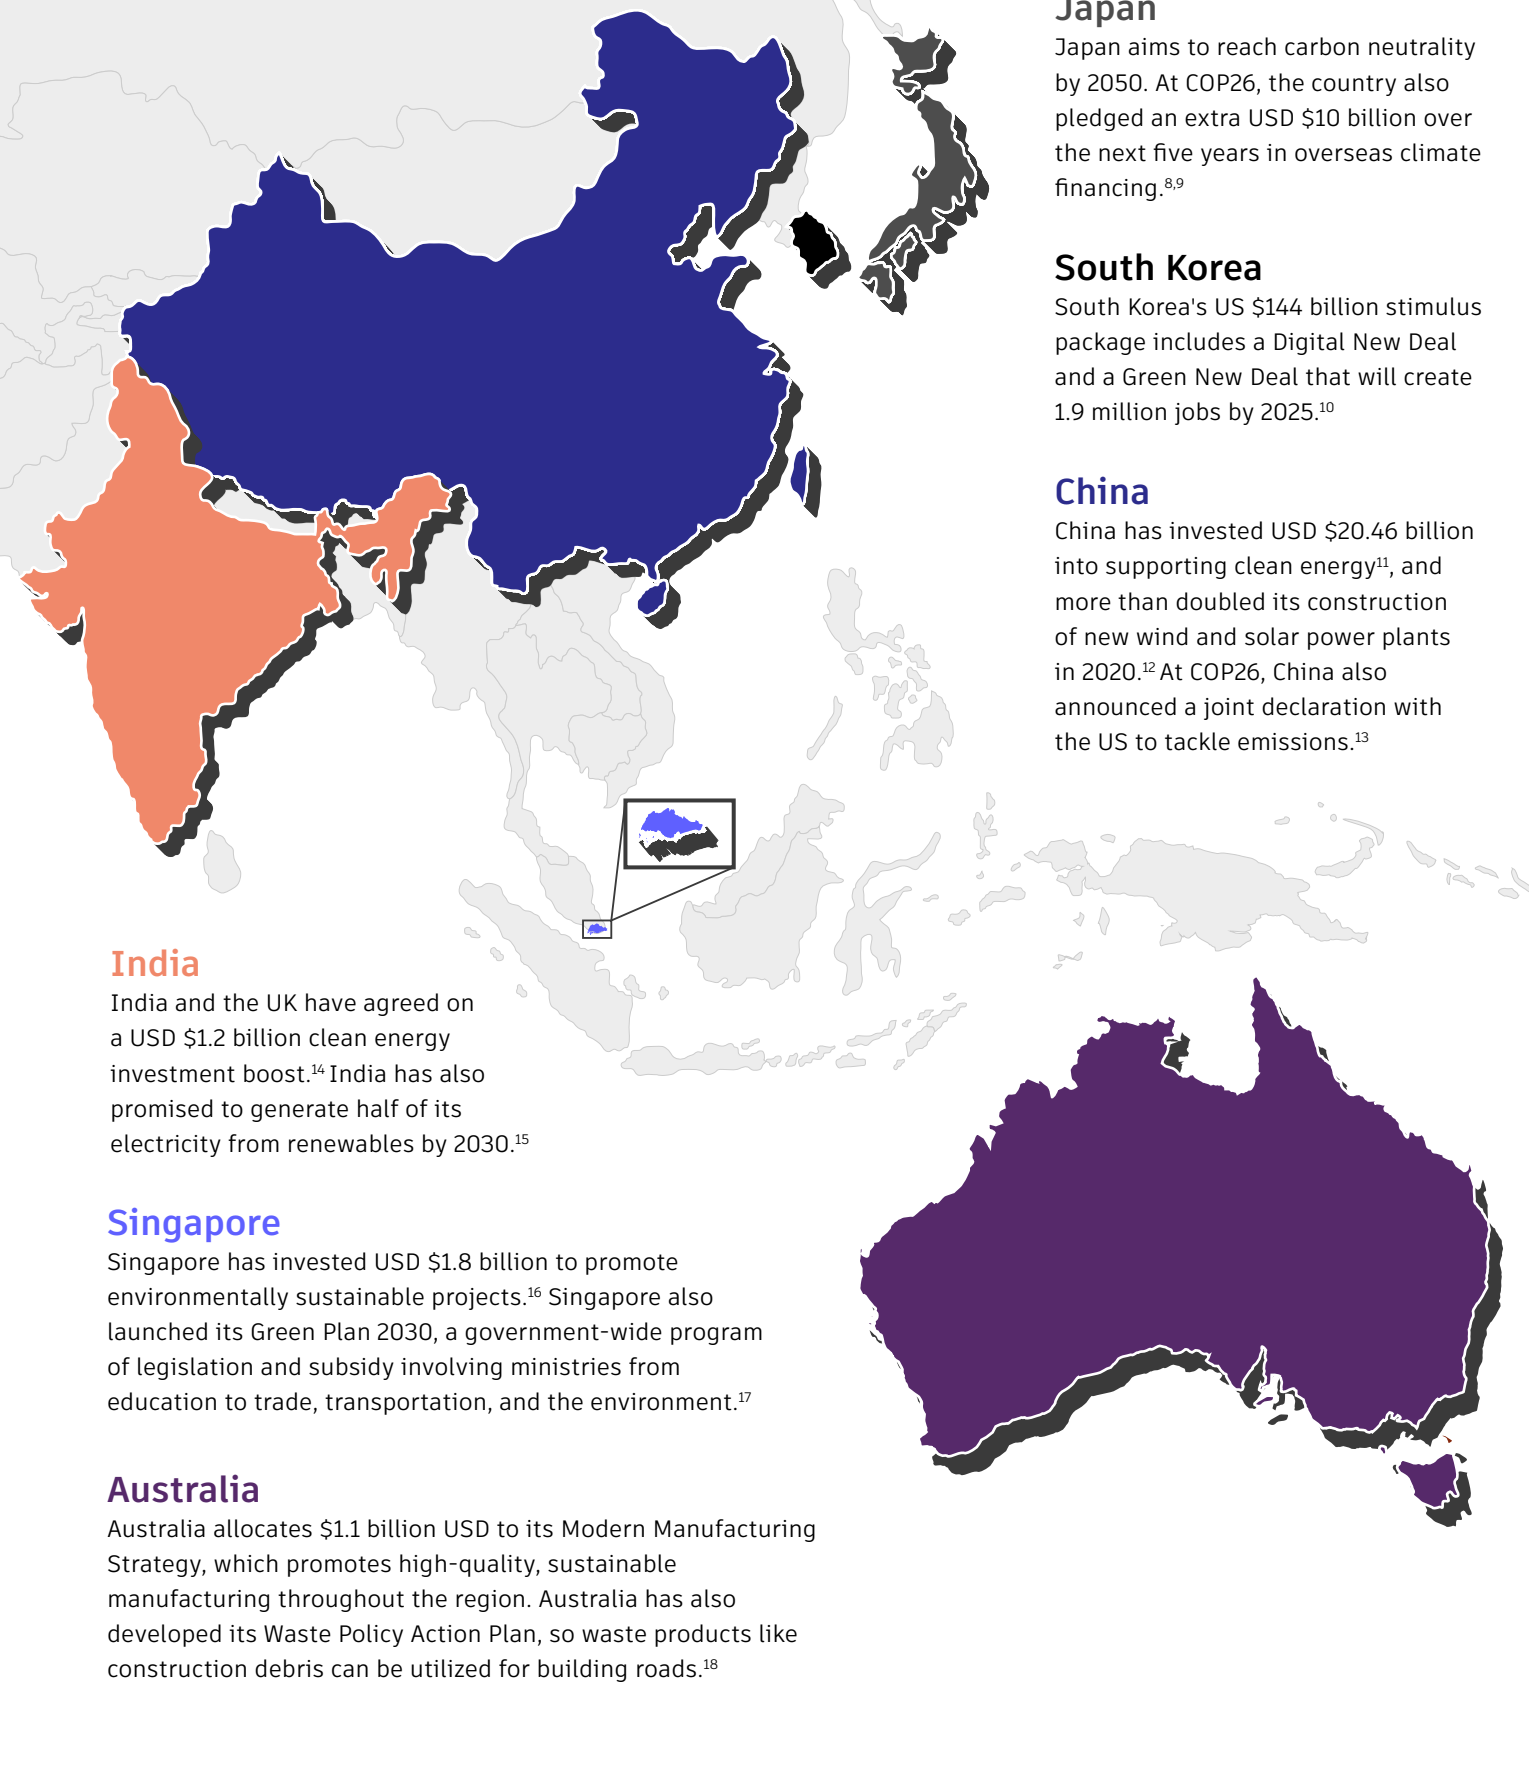 Japan
Japan aims to reach carbon neutrality
by 2050. At COP26, the country also
pledged an extra USD $10 billion over
the next five years in overseas climate
financing.8,9
South Korea
South Korea's US $144 billion stimulus
package includes a Digital New Deal
and a Green New Deal that will create
1.9 million jobs by 2025.10
China
China has invested USD $20.46 billion
into supporting clean energy11, and
more than doubled its construction
of new wind and solar power plants
in 2020.12 At COP26, China also
announced a joint declaration with
the US to tackle emissions.13
India
India and the UK have agreed on
a USD $1.2 billion clean energy
investment boost.14 India has also
promised to generate half of its
electricity from renewables by 2030.15
Singapore
Singapore has invested USD $1.8 billion to promote
environmentally sustainable projects.16 Singapore also
launched its Green Plan 2030, a government-wide program
of legislation and subsidy involving ministries from
education to trade, transportation, and the environment.17
Australia
Australia allocates $1.1 billion USD to its Modern Manufacturing
Strategy, which promotes high-quality, sustainable
manufacturing throughout the region. Australia has also
developed its Waste Policy Action Plan, so waste products like
construction debris can be utilized for building roads.18